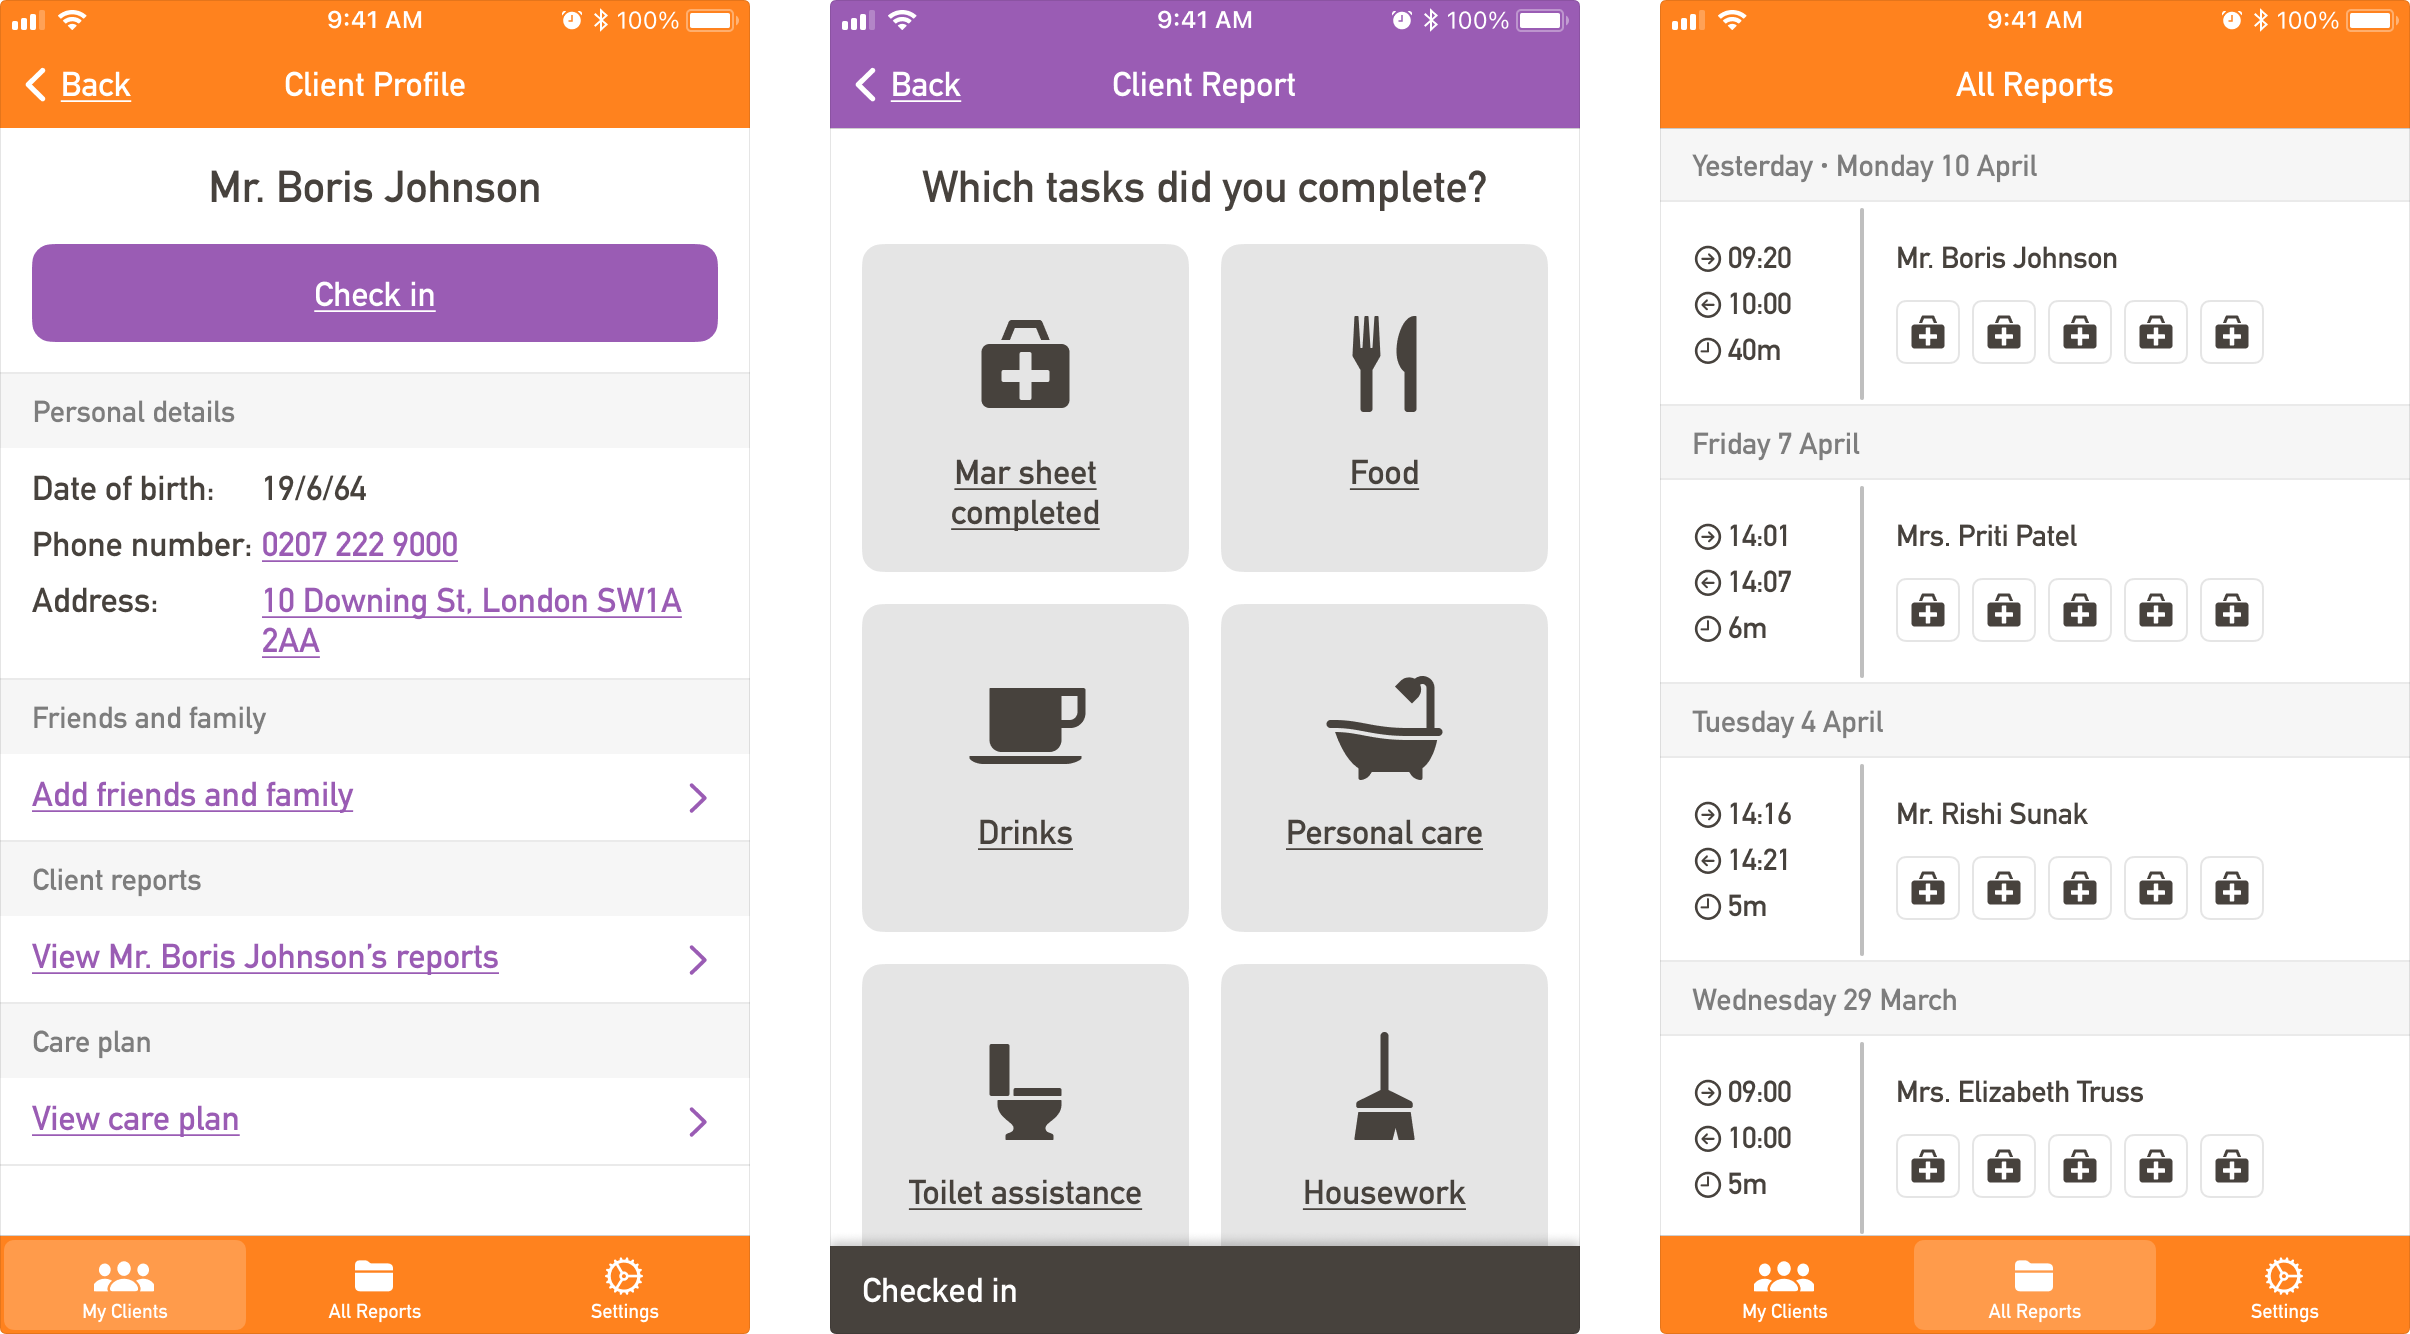 9:41 AM
100%
Back
Client Profile
Mr. Boris Johnson
Check in
Personal details
Date of birth: 19/6/64
Phone number: 0207 222 9000
Address: 10 Downing St, London SW1A
2AA
Friends and family
Add friends and family
Client reports
View Mr. Boris Johnson’s reports
Care plan
View care plan
My Clients
All Reports
Settings
9:41 AM
100%
Back
Client Report
Which tasks did you complete?
Mar sheet
completed
Food
Drinks
Personal care
Toilet assistance
Housework
Checked in
9:41 AM
100%
All Reports
Yesterday • Monday 10 April
09:20
10:00
40m
Mr. Boris Johnson
Friday 7 April
14:01
14:07
6m
Mrs. Priti Patel
Tuesday 4 April
14:16
14:21
5m
Mr. Rishi Sunak
Wednesday 29 March
09:00
10:00
5m
Mrs. Elizabeth Truss
My Clients
All Reports
Settings